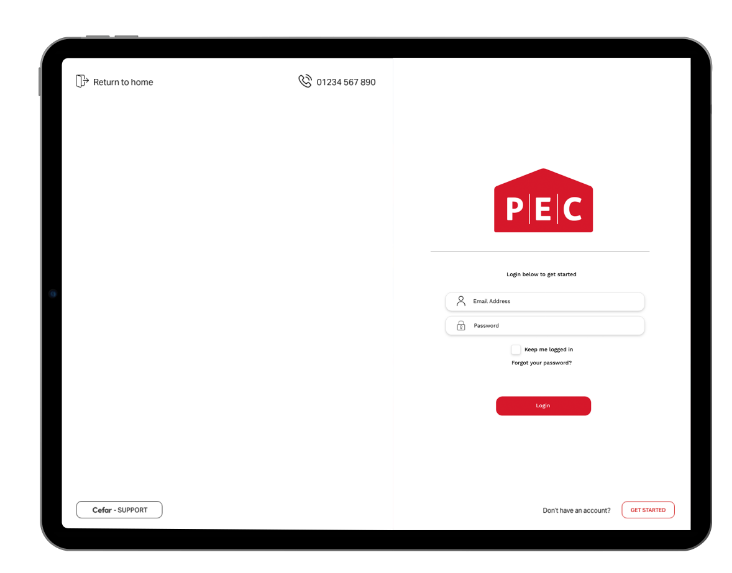 Return to home
01234 567 890
P|E|C
Login below to get started
Email Address
Password
Keep me logged in
Forgot your password?
Login
Cefar - SUPPORT
Don't have an account?
GET STARTED